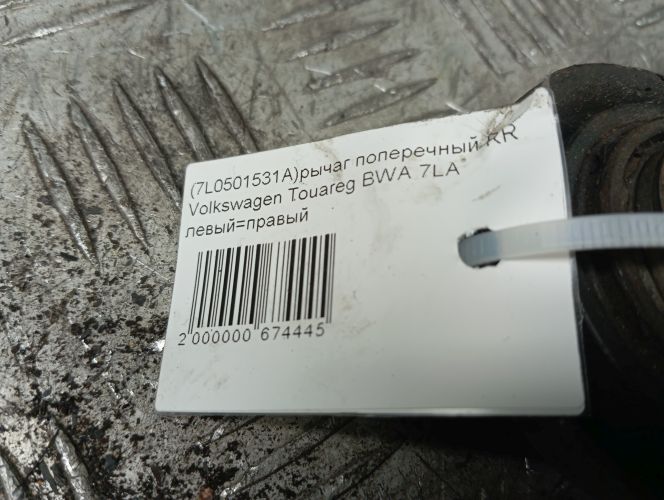 (7L0501531A)рычаг поперечный RR
Volkswagen Touareg BWA 7LA
левый=правый
2 000000 674445